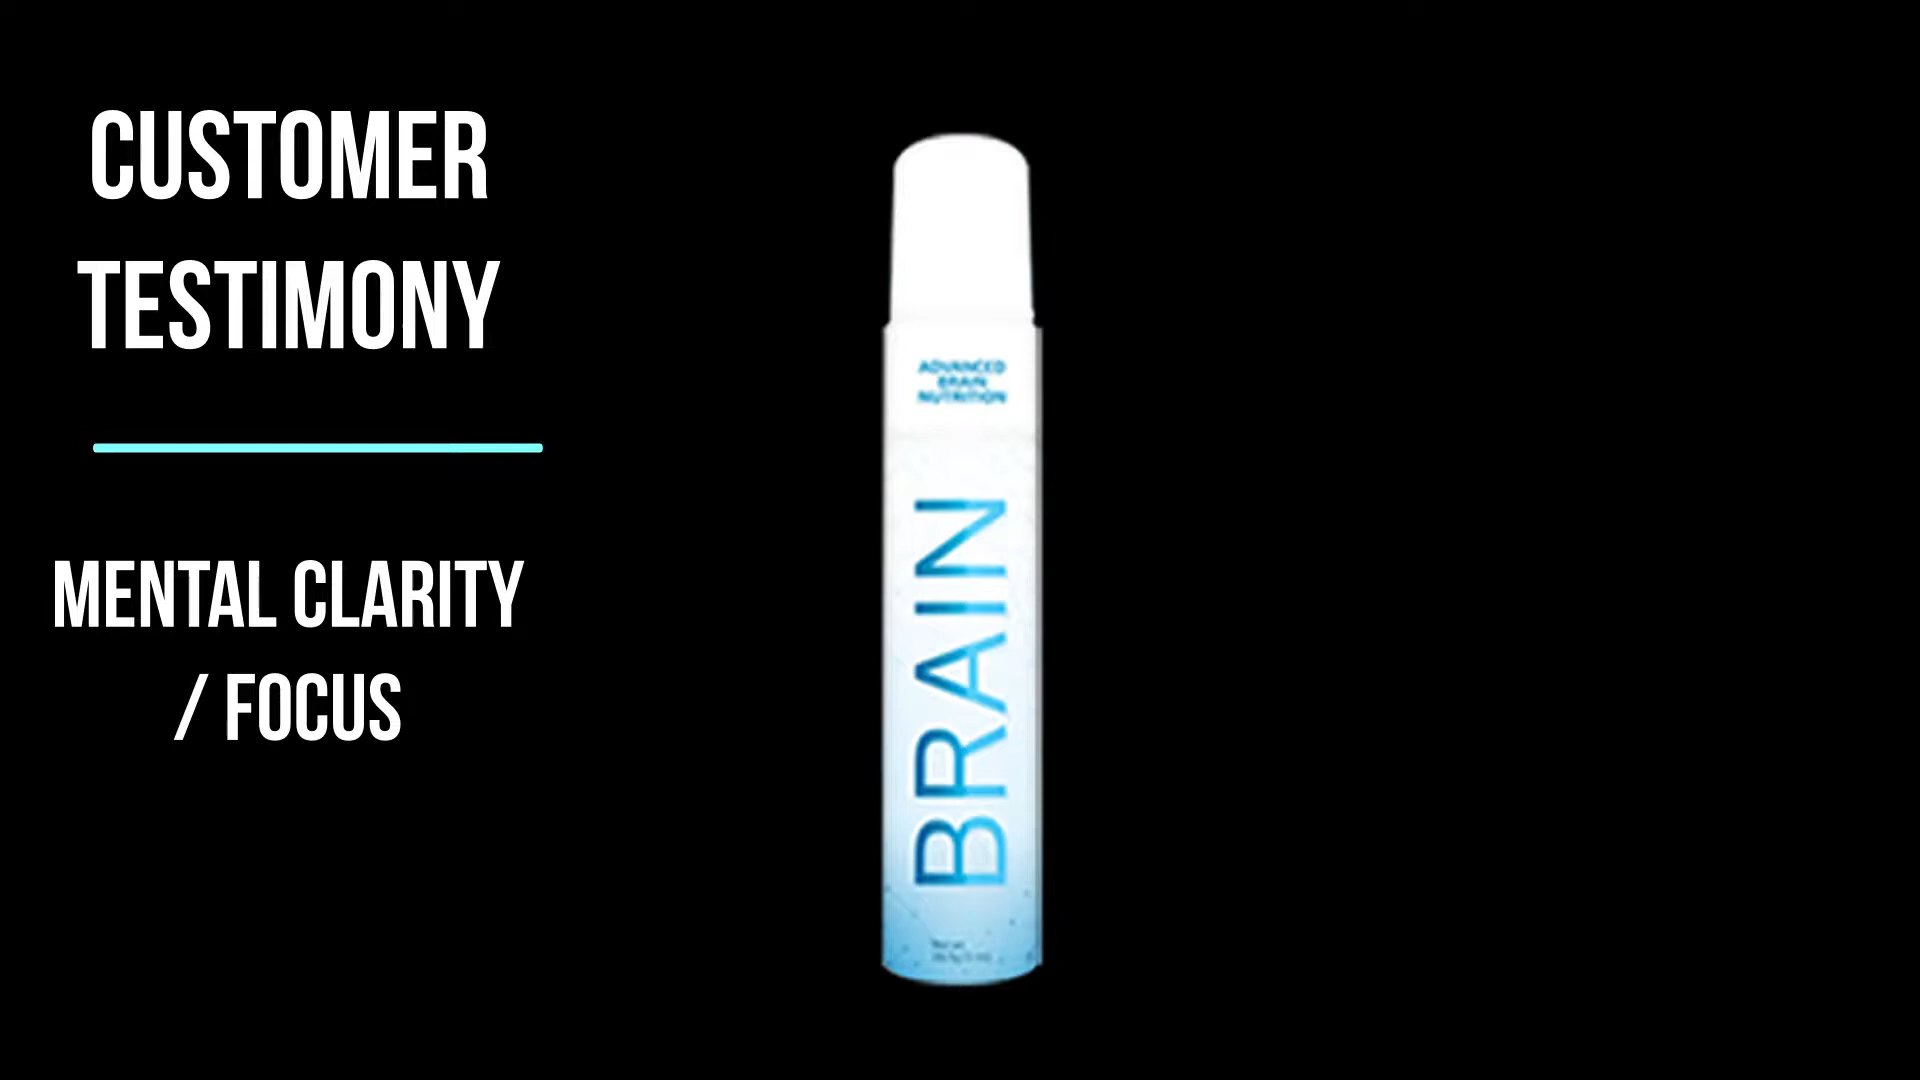 CUSTOMER
TESTIMONY
MENTAL CLARITY
/ FOCUS
ADVANCED
BRAIN
NUTRITION
BRAIN